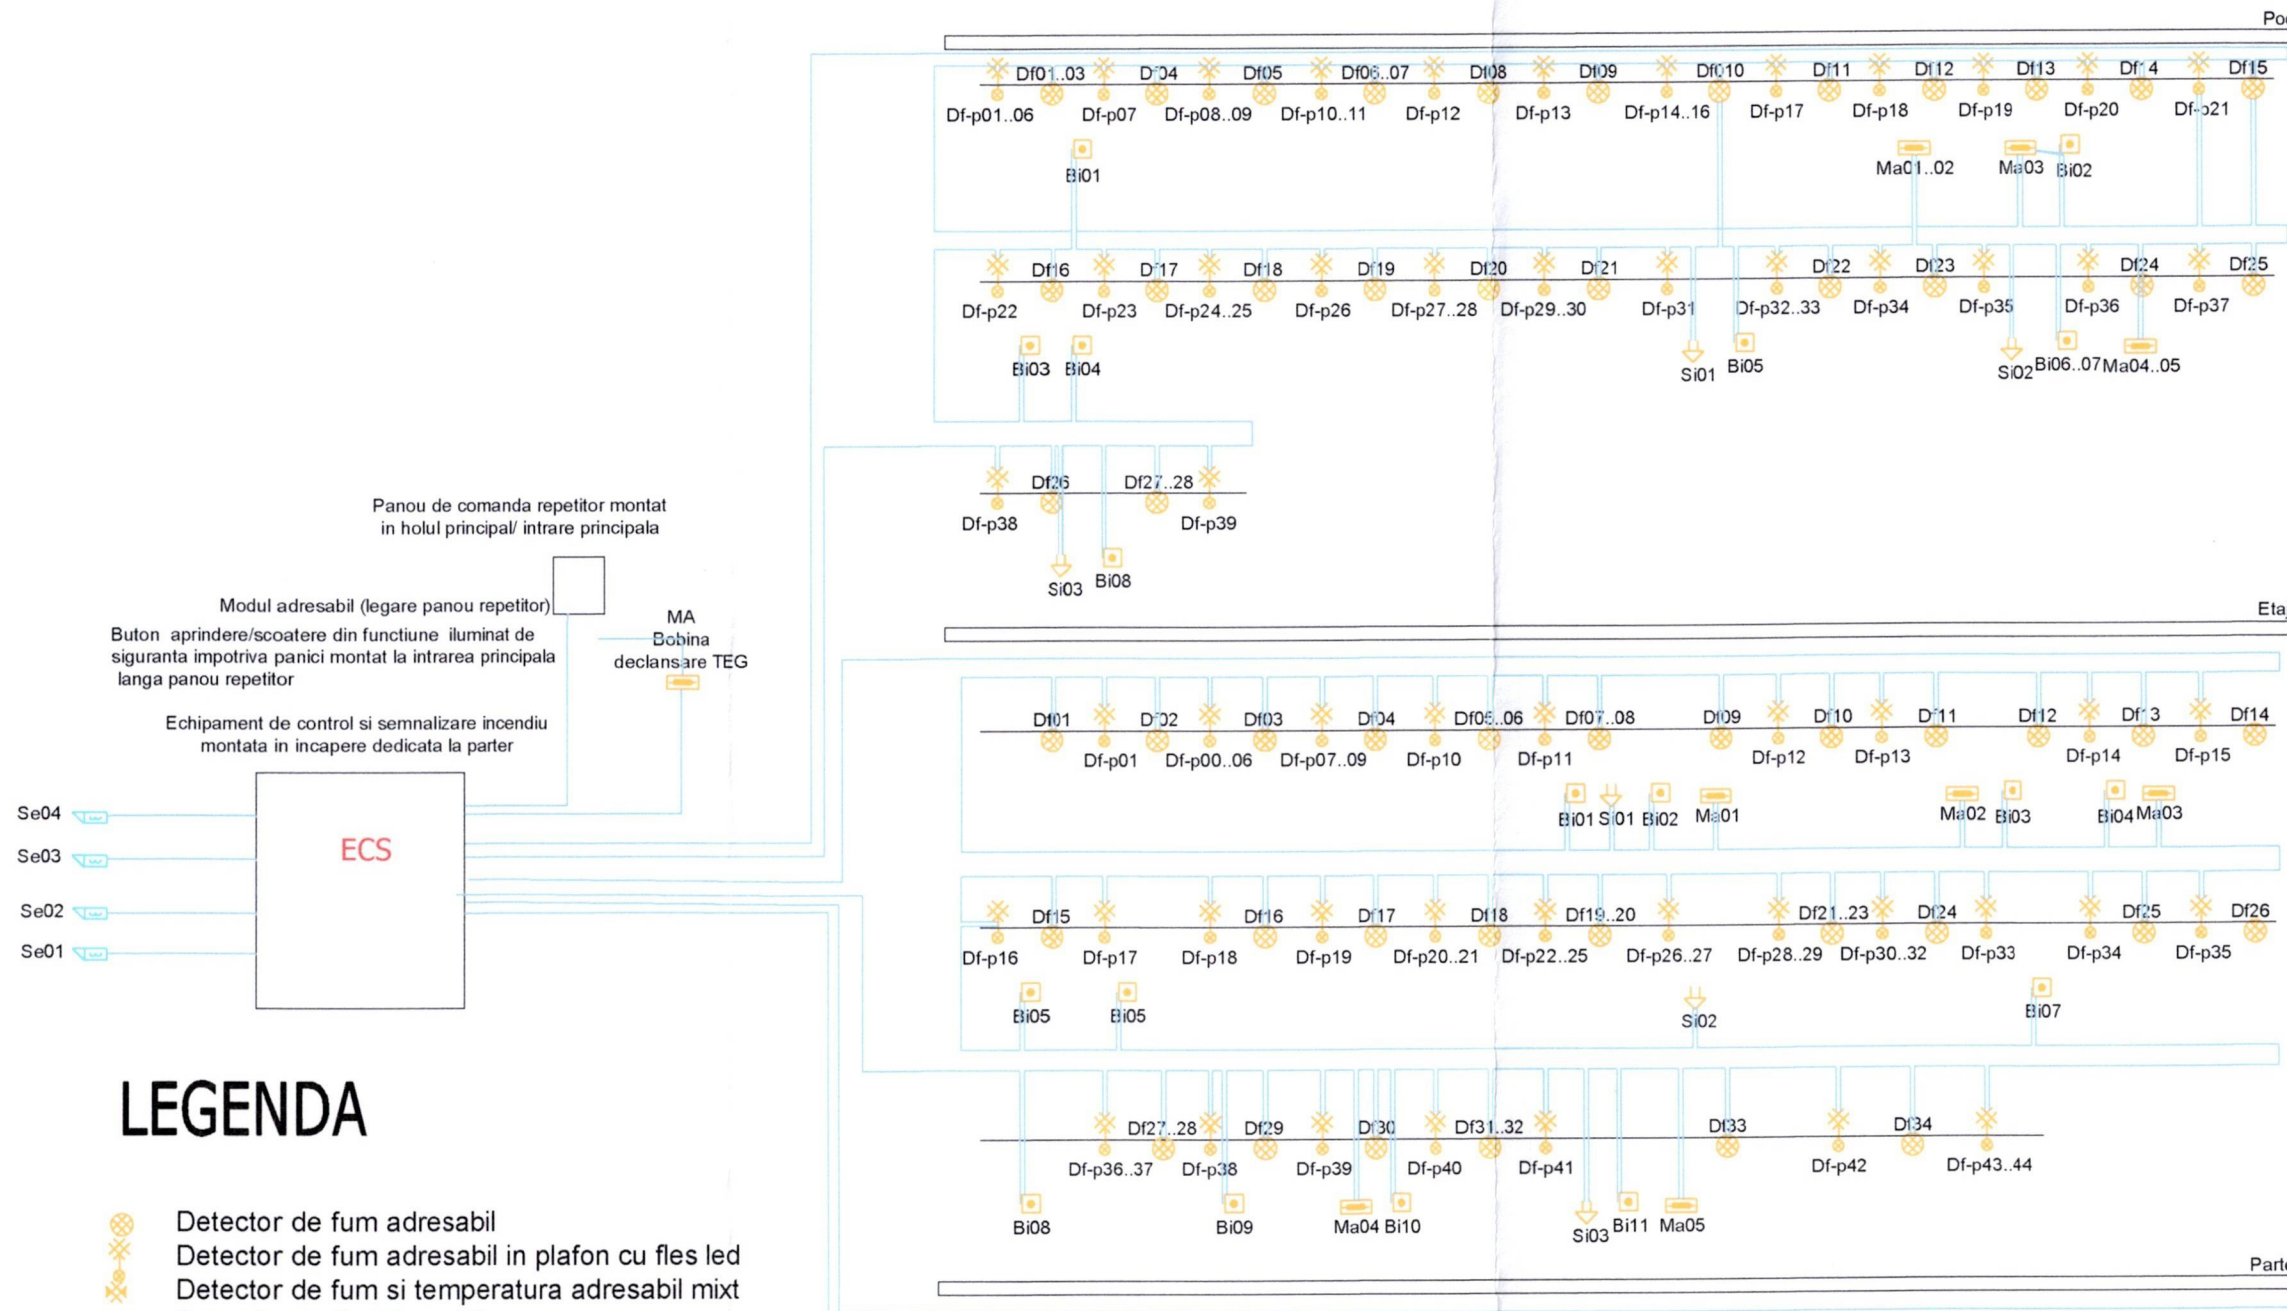 Df01..03 Df04 Df05 Df06..07 Df08 Df09 Df010 Df11 Df12 Df13 Df14 Df15
Df-p01..06 Df-p07 Df-p08..09 Df-p10..11 Df-p12 Df-p13 Df-p14..16 Df-p17 Df-p18 Df-p19 Df-p20 Df-p21
Bi01 Ma01..02 Ma03 Bi02
Df16 Df17 Df18 Df19 Df20 Df21 Df22 Df23 Df24 Df25
Df-p22 Df-p23 Df-p24..25 Df-p26 Df-p27..28 Df-p29..30 Df-p31 Df-p32..33 Df-p34 Df-p35 Df-p36 Df-p37
Bi03 Bi04 Si01 Bi05 Si02 Bi06..07 Ma04..05
Df26 Df27..28
Df-p38 Df-p39
Si03 Bi08
Panou de comanda repetitor montat
in holul principal/ intrare principala
Modul adresabil (legare panou repetitor)
Buton aprindere/scoatere din functiune iluminat de
siguranta impotriva panici montat la intrarea principala
langa panou repetitor
MA
Bobina
declansare TEG
Echipament de control si semnalizare incendiu
montata in incapere dedicata la parter
Se04
Se03
Se02
Se01
ECS
Df01 Df02 Df03 Df04 Df05..06 Df07..08 Df09 Df10 Df11 Df12 Df13 Df14
Df-p01 Df-p00..06 Df-p07..09 Df-p10 Df-p11 Df-p12 Df-p13 Df-p14 Df-p15
Bi01 Si01 Bi02 Ma01 Ma02 Bi03 Bi04 Ma03
Df15 Df16 Df17 Df18 Df19..20 Df21..23 Df24 Df25 Df26
Df-p16 Df-p17 Df-p18 Df-p19 Df-p20..21 Df-p22..25 Df-p26..27 Df-p28..29 Df-p30..32 Df-p33 Df-p34 Df-p35
Bi05 Bi05 Si02 Bi07
Df27..28 Df29 Df30 Df31..32 Df33 Df34
Df-p36..37 Df-p38 Df-p39 Df-p40 Df-p41 Df-p42 Df-p43..44
Bi08 Bi09 Ma04 Bi10 Si03 Bi11 Ma05
LEGENDA
Detector de fum adresabil
Detector de fum adresabil in plafon cu fles led
Detector de fum si temperatura adresabil mixt